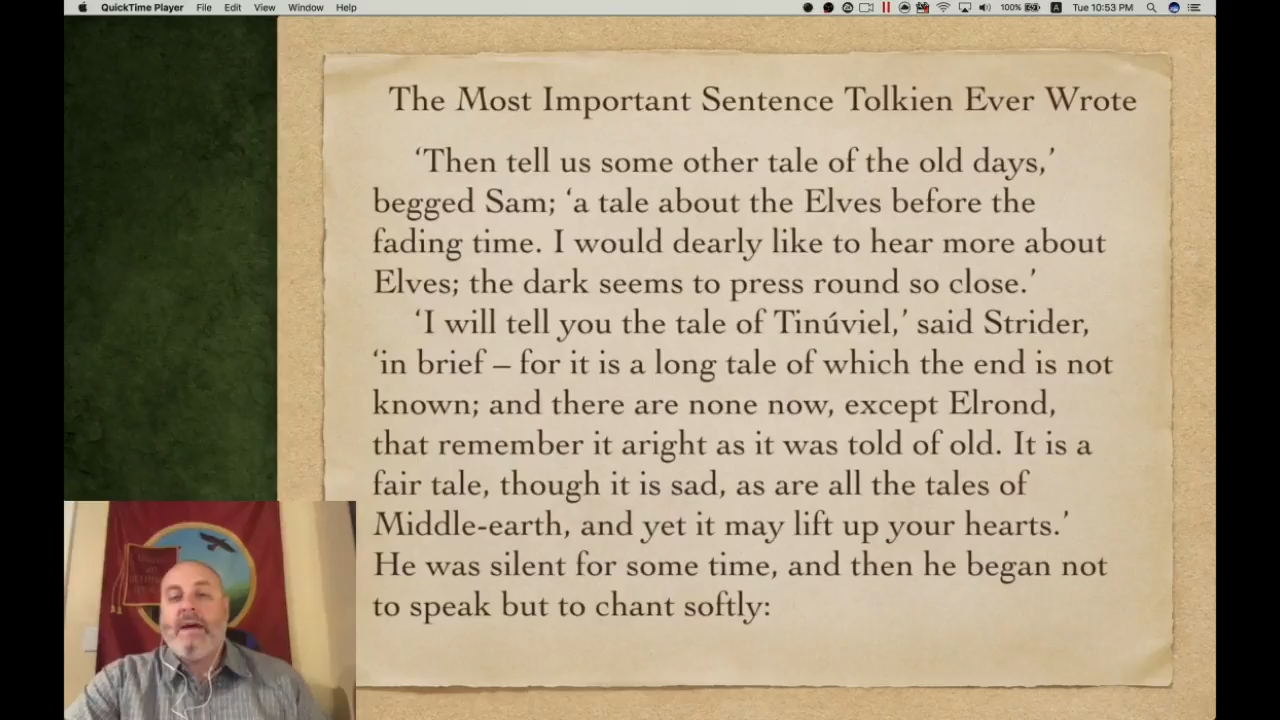 QuickTime Player File Edit View Window Help 100% Tue 10:53 PM
The Most Important Sentence Tolkien Ever Wrote
‘Then tell us some other tale of the old days,’
begged Sam; ‘a tale about the Elves before the
fading time. I would dearly like to hear more about
Elves; the dark seems to press round so close.’
‘I will tell you the tale of Tinúviel,’ said Strider,
‘in brief – for it is a long tale of which the end is not
known; and there are none now, except Elrond,
that remember it aright as it was told of old. It is a
fair tale, though it is sad, as are all the tales of
Middle-earth, and yet it may lift up your hearts.’
He was silent for some time, and then he began not
to speak but to chant softly: